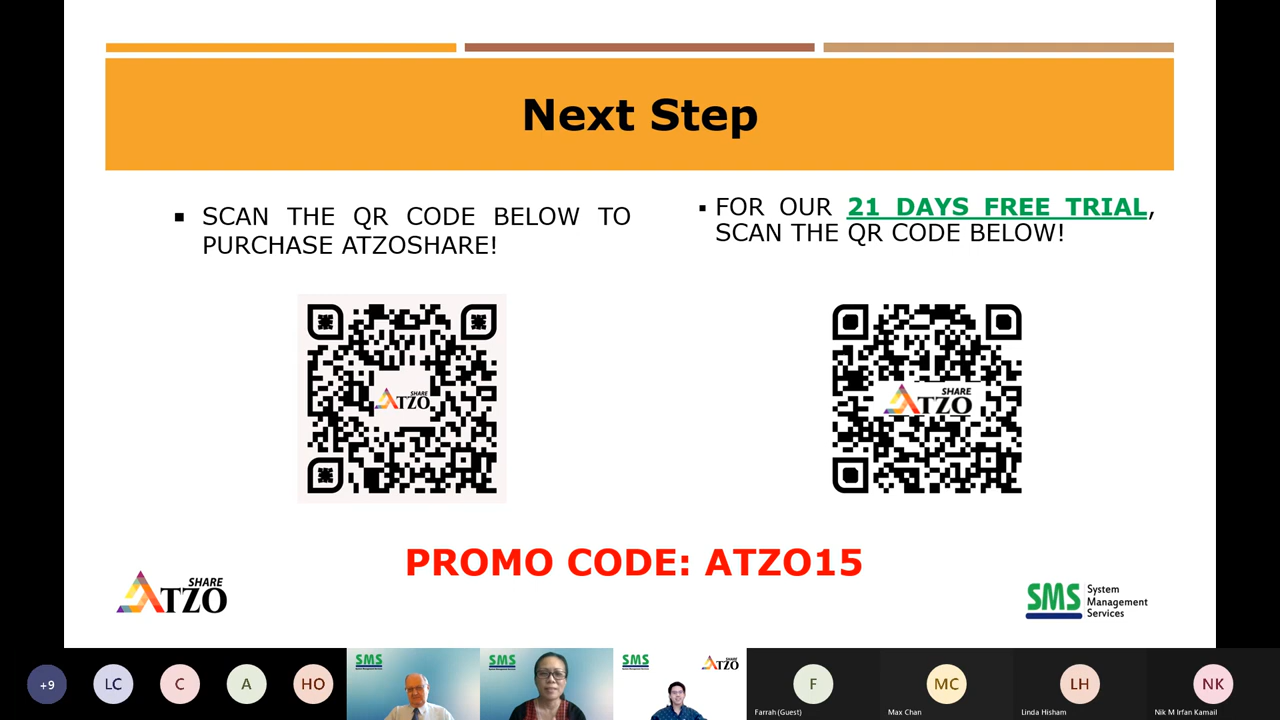 Next Step
▪ SCAN THE QR CODE BELOW TO
PURCHASE ATZOSHARE!
▪ FOR OUR 21 DAYS FREE TRIAL,
SCAN THE QR CODE BELOW!
SHARE
ATZO
SHARE
ATZO
PROMO CODE: ATZO15
SHARE
ATZO
SMS System
Management
Services
+9
LC
C
A
HO
SMS
SMS
SMS
ATZO
F
Farrah (Guest)
MC
Max Chan
LH
Linda Hisham
NK
Nik M Irfan Kamail